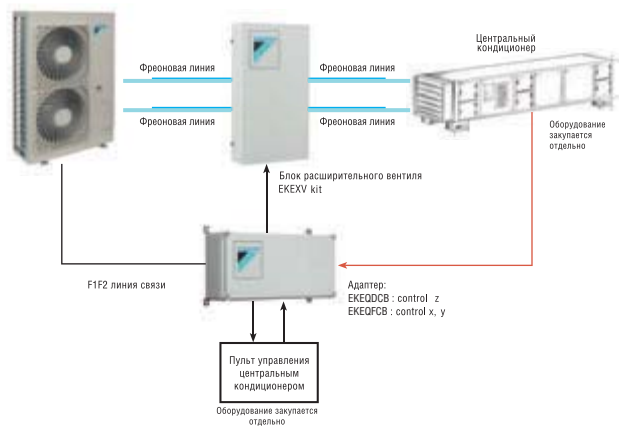 Центральный
кондиционер
Фреоновая линия
Фреоновая линия
Фреоновая линия
Фреоновая линия
Оборудование
закупается
отдельно
Блок расширительного вентиля
EKEXV kit
F1F2 линия связи
Адаптер:
EKEQDCB : control z
EKEQFCB : control x, y
Пульт управления
центральным
кондиционером
Оборудование закупается
отдельно